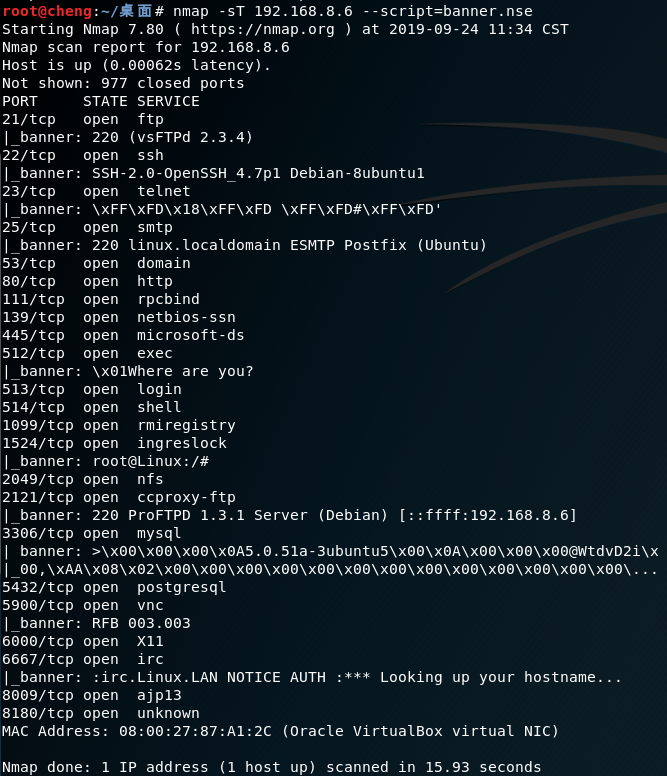 root@cheng:~/桌面# nmap -sT 192.168.8.6 --script=banner.nse
Starting Nmap 7.80 ( https://nmap.org ) at 2019-09-24 11:34 CST
Nmap scan report for 192.168.8.6
Host is up (0.00062s latency).
Not shown: 977 closed ports
PORT     STATE SERVICE
21/tcp   open  ftp
|_banner: 220 (vsFTPd 2.3.4)
22/tcp   open  ssh
|_banner: SSH-2.0-OpenSSH_4.7p1 Debian-8ubuntu1
23/tcp   open  telnet
|_banner: \xFF\xFD\x18\xFF\xFD \xFF\xFD#\xFF\xFD'
25/tcp   open  smtp
|_banner: 220 linux.localdomain ESMTP Postfix (Ubuntu)
53/tcp   open  domain
80/tcp   open  http
111/tcp  open  rpcbind
139/tcp  open  netbios-ssn
445/tcp  open  microsoft-ds
512/tcp  open  exec
|_banner: \x01Where are you?
513/tcp  open  login
514/tcp  open  shell
1099/tcp open  rmiregistry
1524/tcp open  ingreslock
|_banner: root@Linux:/#
2049/tcp open  nfs
2121/tcp open  ccproxy-ftp
|_banner: 220 ProFTPD 1.3.1 Server (Debian) [::ffff:192.168.8.6]
3306/tcp open  mysql
| banner: >\x00\x00\x00\x0A5.0.51a-3ubuntu5\x00\x0A\x00\x00\x00@WtdvD2i\x
|_00,\xAA\x08\x02\x00\x00\x00\x00\x00\x00\x00\x00\x00\x00\x00\x00\x00\...
5432/tcp open  postgresql
5900/tcp open  vnc
|_banner: RFB 003.003
6000/tcp open  X11
6667/tcp open  irc
|_banner: :irc.Linux.LAN NOTICE AUTH :*** Looking up your hostname...
8009/tcp open  ajp13
8180/tcp open  unknown
MAC Address: 08:00:27:87:A1:2C (Oracle VirtualBox virtual NIC)
Nmap done: 1 IP address (1 host up) scanned in 15.93 seconds